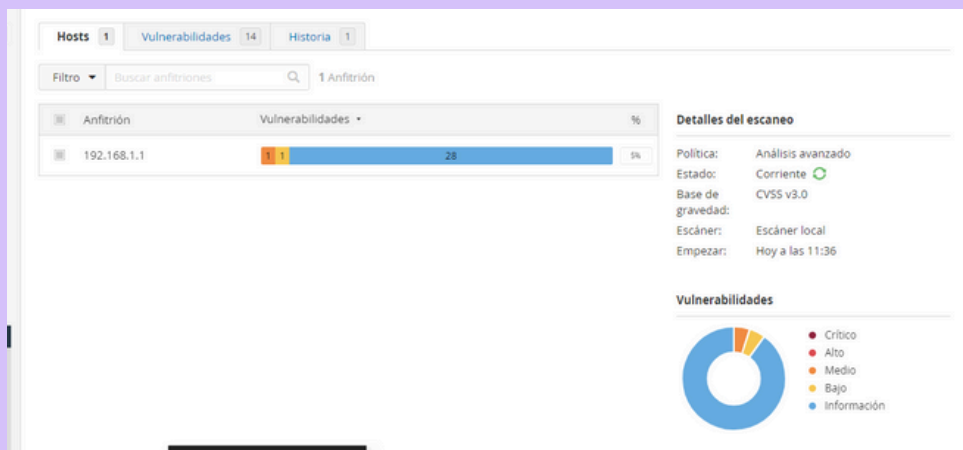 Hosts 1 Vulnerabilidades 14 Historia 1
Filtro Buscar anfitriones 1 Anfitrión
Anfitrión Vulnerabilidades %
192.168.1.1 1 1 28 5%
Detalles del escaneo
Política: Análisis avanzado
Estado: Corriente
Base de gravedad: CVSS v3.0
Escáner: Escáner local
Empezar: Hoy a las 11:36
Vulnerabilidades
Crítico
Alto
Medio
Bajo
Información